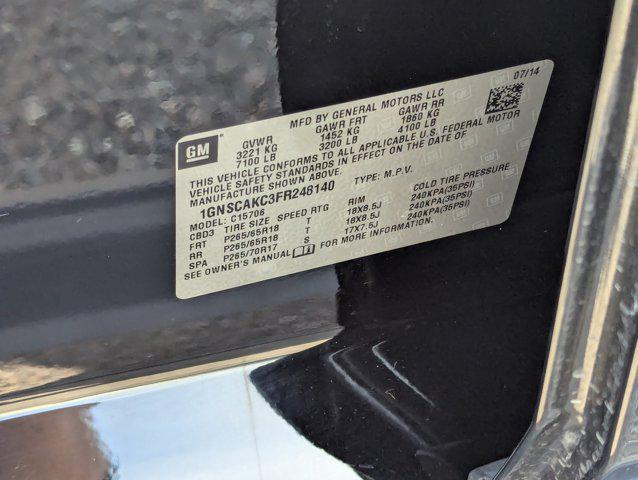 GM
MFD BY GENERAL MOTORS LLC 07/14
GVWR GAWR FRT GAWR RR
3221 KG 1452 KG 1860 KG
7100 LB 3200 LB 4100 LB
THIS VEHICLE CONFORMS TO ALL APPLICABLE U.S. FEDERAL MOTOR
VEHICLE SAFETY STANDARDS IN EFFECT ON THE DATE OF
MANUFACTURE SHOWN ABOVE.
1GNSCAKC3FR248140 TYPE: M.P.V.
MODEL: C15706
CBD3 TIRE SIZE SPEED RTG RIM COLD TIRE PRESSURE
FRT P265/65R18 T 18X8.5J 240KPA(35PSI)
RR P265/65R18 T 18X8.5J 240KPA(35PSI)
SPA P265/70R17 S 17X7.5J 240KPA(35PSI)
SEE OWNER'S MANUAL FOR MORE INFORMATION.